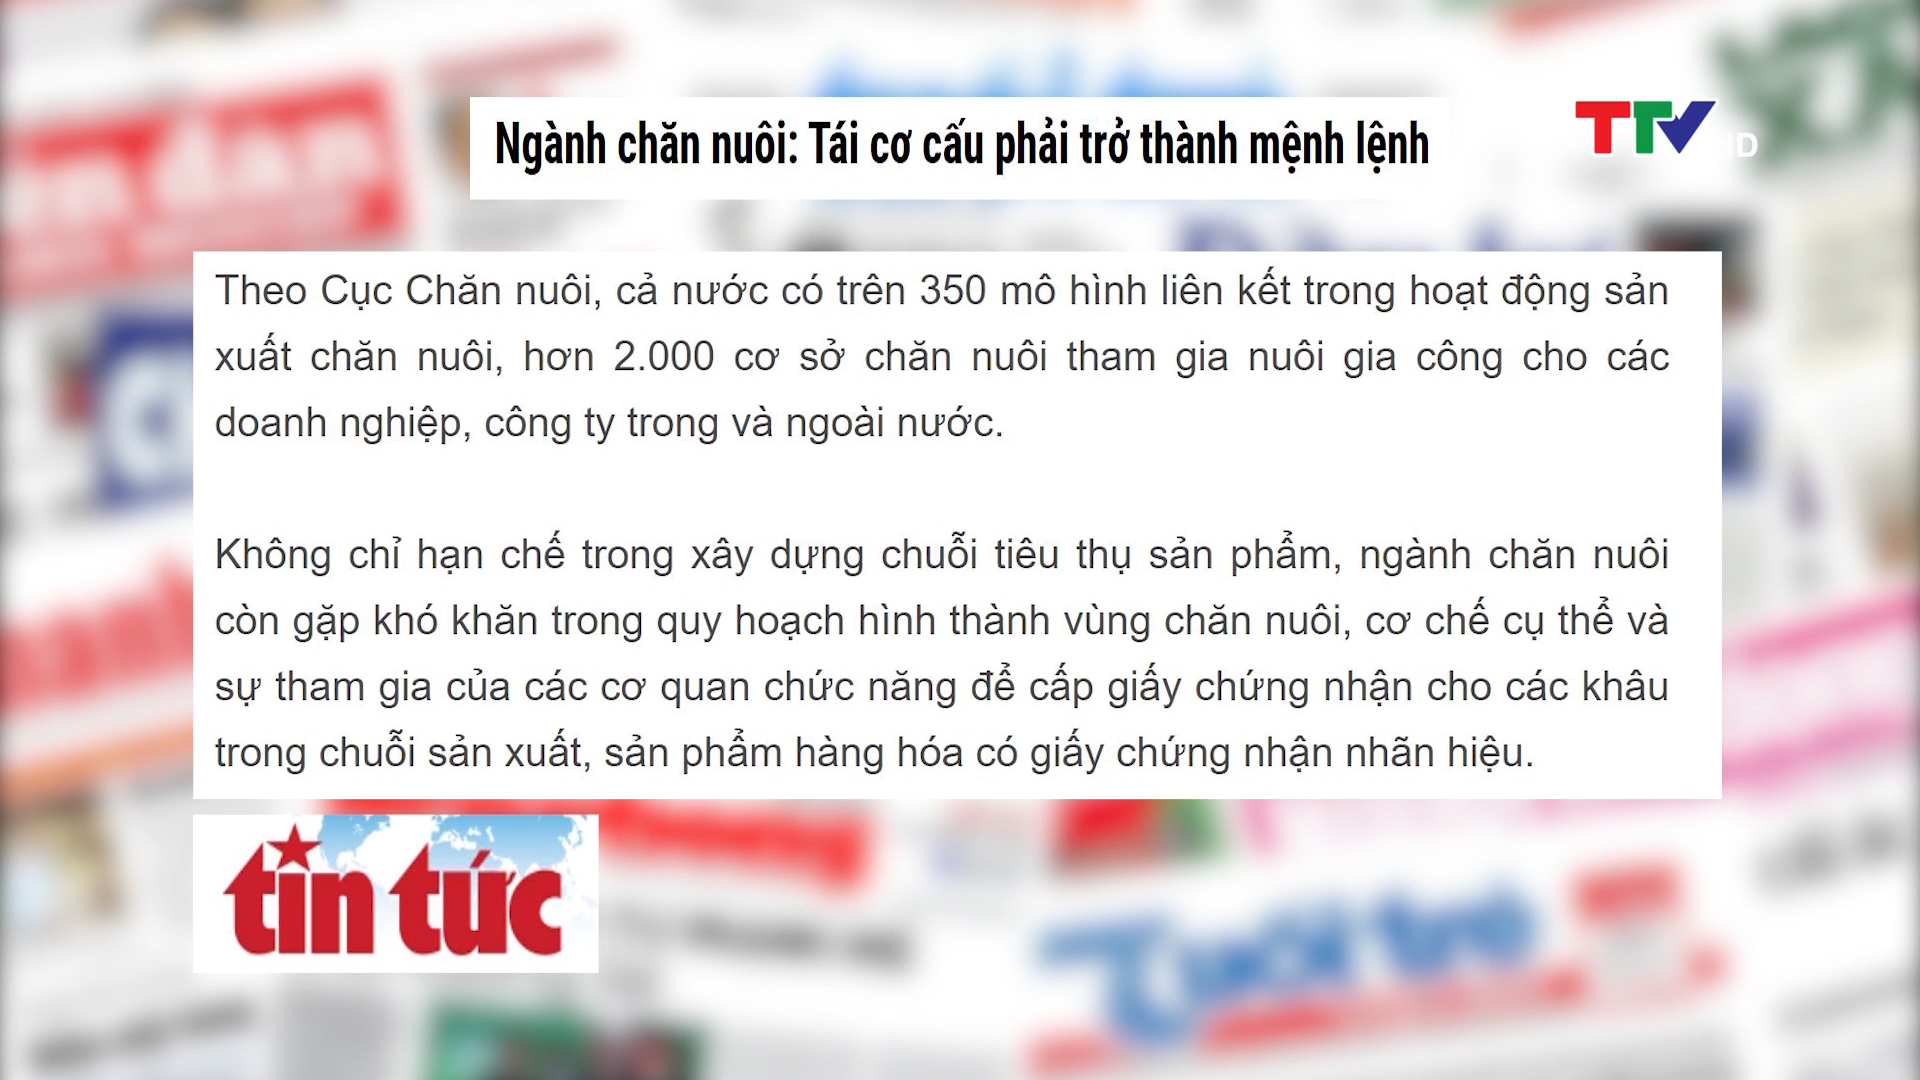 Ngành chăn nuôi: Tái cơ cấu phải trở thành mệnh lệnh
TTV HD
Theo Cục Chăn nuôi, cả nước có trên 350 mô hình liên kết trong hoạt động sản
xuất chăn nuôi, hơn 2.000 cơ sở chăn nuôi tham gia nuôi gia công cho các
doanh nghiệp, công ty trong và ngoài nước.
Không chỉ hạn chế trong xây dựng chuỗi tiêu thụ sản phẩm, ngành chăn nuôi
còn gặp khó khăn trong quy hoạch hình thành vùng chăn nuôi, cơ chế cụ thể và
sự tham gia của các cơ quan chức năng để cấp giấy chứng nhận cho các khâu
trong chuỗi sản xuất, sản phẩm hàng hóa có giấy chứng nhận nhãn hiệu.
tin tức
Tuổi trẻ